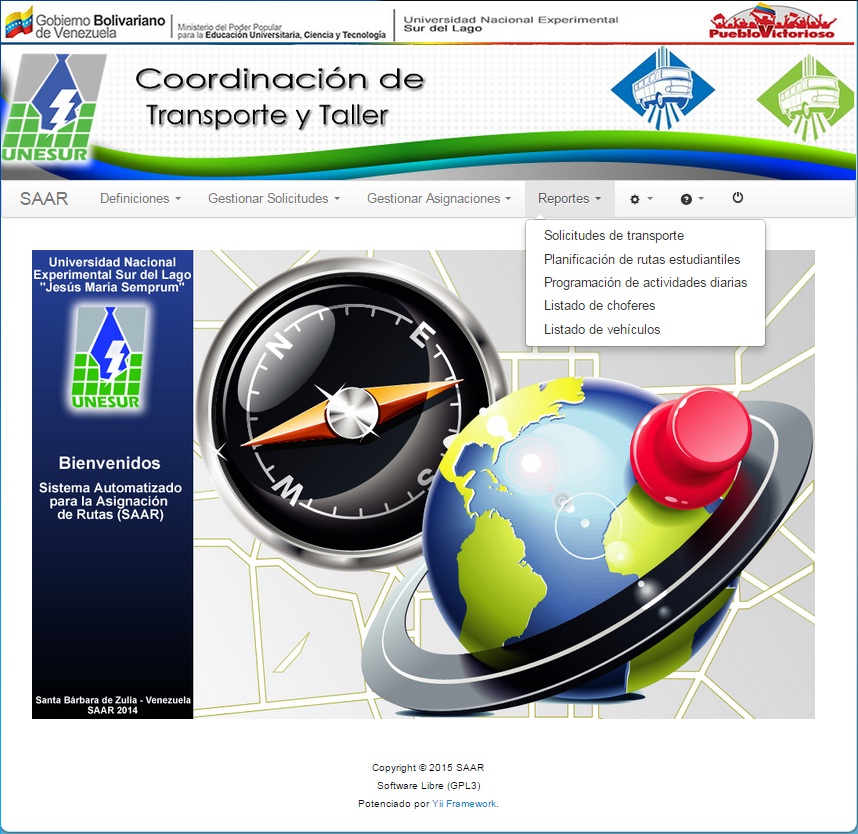 Gobierno Bolivariano
de Venezuela
Ministerio del Poder Popular
para la Educación Universitaria, Ciencia y Tecnología
Universidad Nacional Experimental
Sur del Lago
PuebloVictorioso
Coordinación de
Transporte y Taller
UNESUR
SAAR
Definiciones
Gestionar Solicitudes
Gestionar Asignaciones
Reportes
Solicitudes de transporte
Planificación de rutas estudiantiles
Programación de actividades diarias
Listado de choferes
Listado de vehículos
Universidad Nacional
Experimental Sur del Lago
"Jesús María Semprum"
UNESUR
Bienvenidos
Sistema Automatizado
para la Asignación
de Rutas (SAAR)
Santa Bárbara de Zulia - Venezuela
SAAR 2014
N
E
S
W
Copyright © 2015 SAAR
Software Libre (GPL3)
Potenciado por Yii Framework.